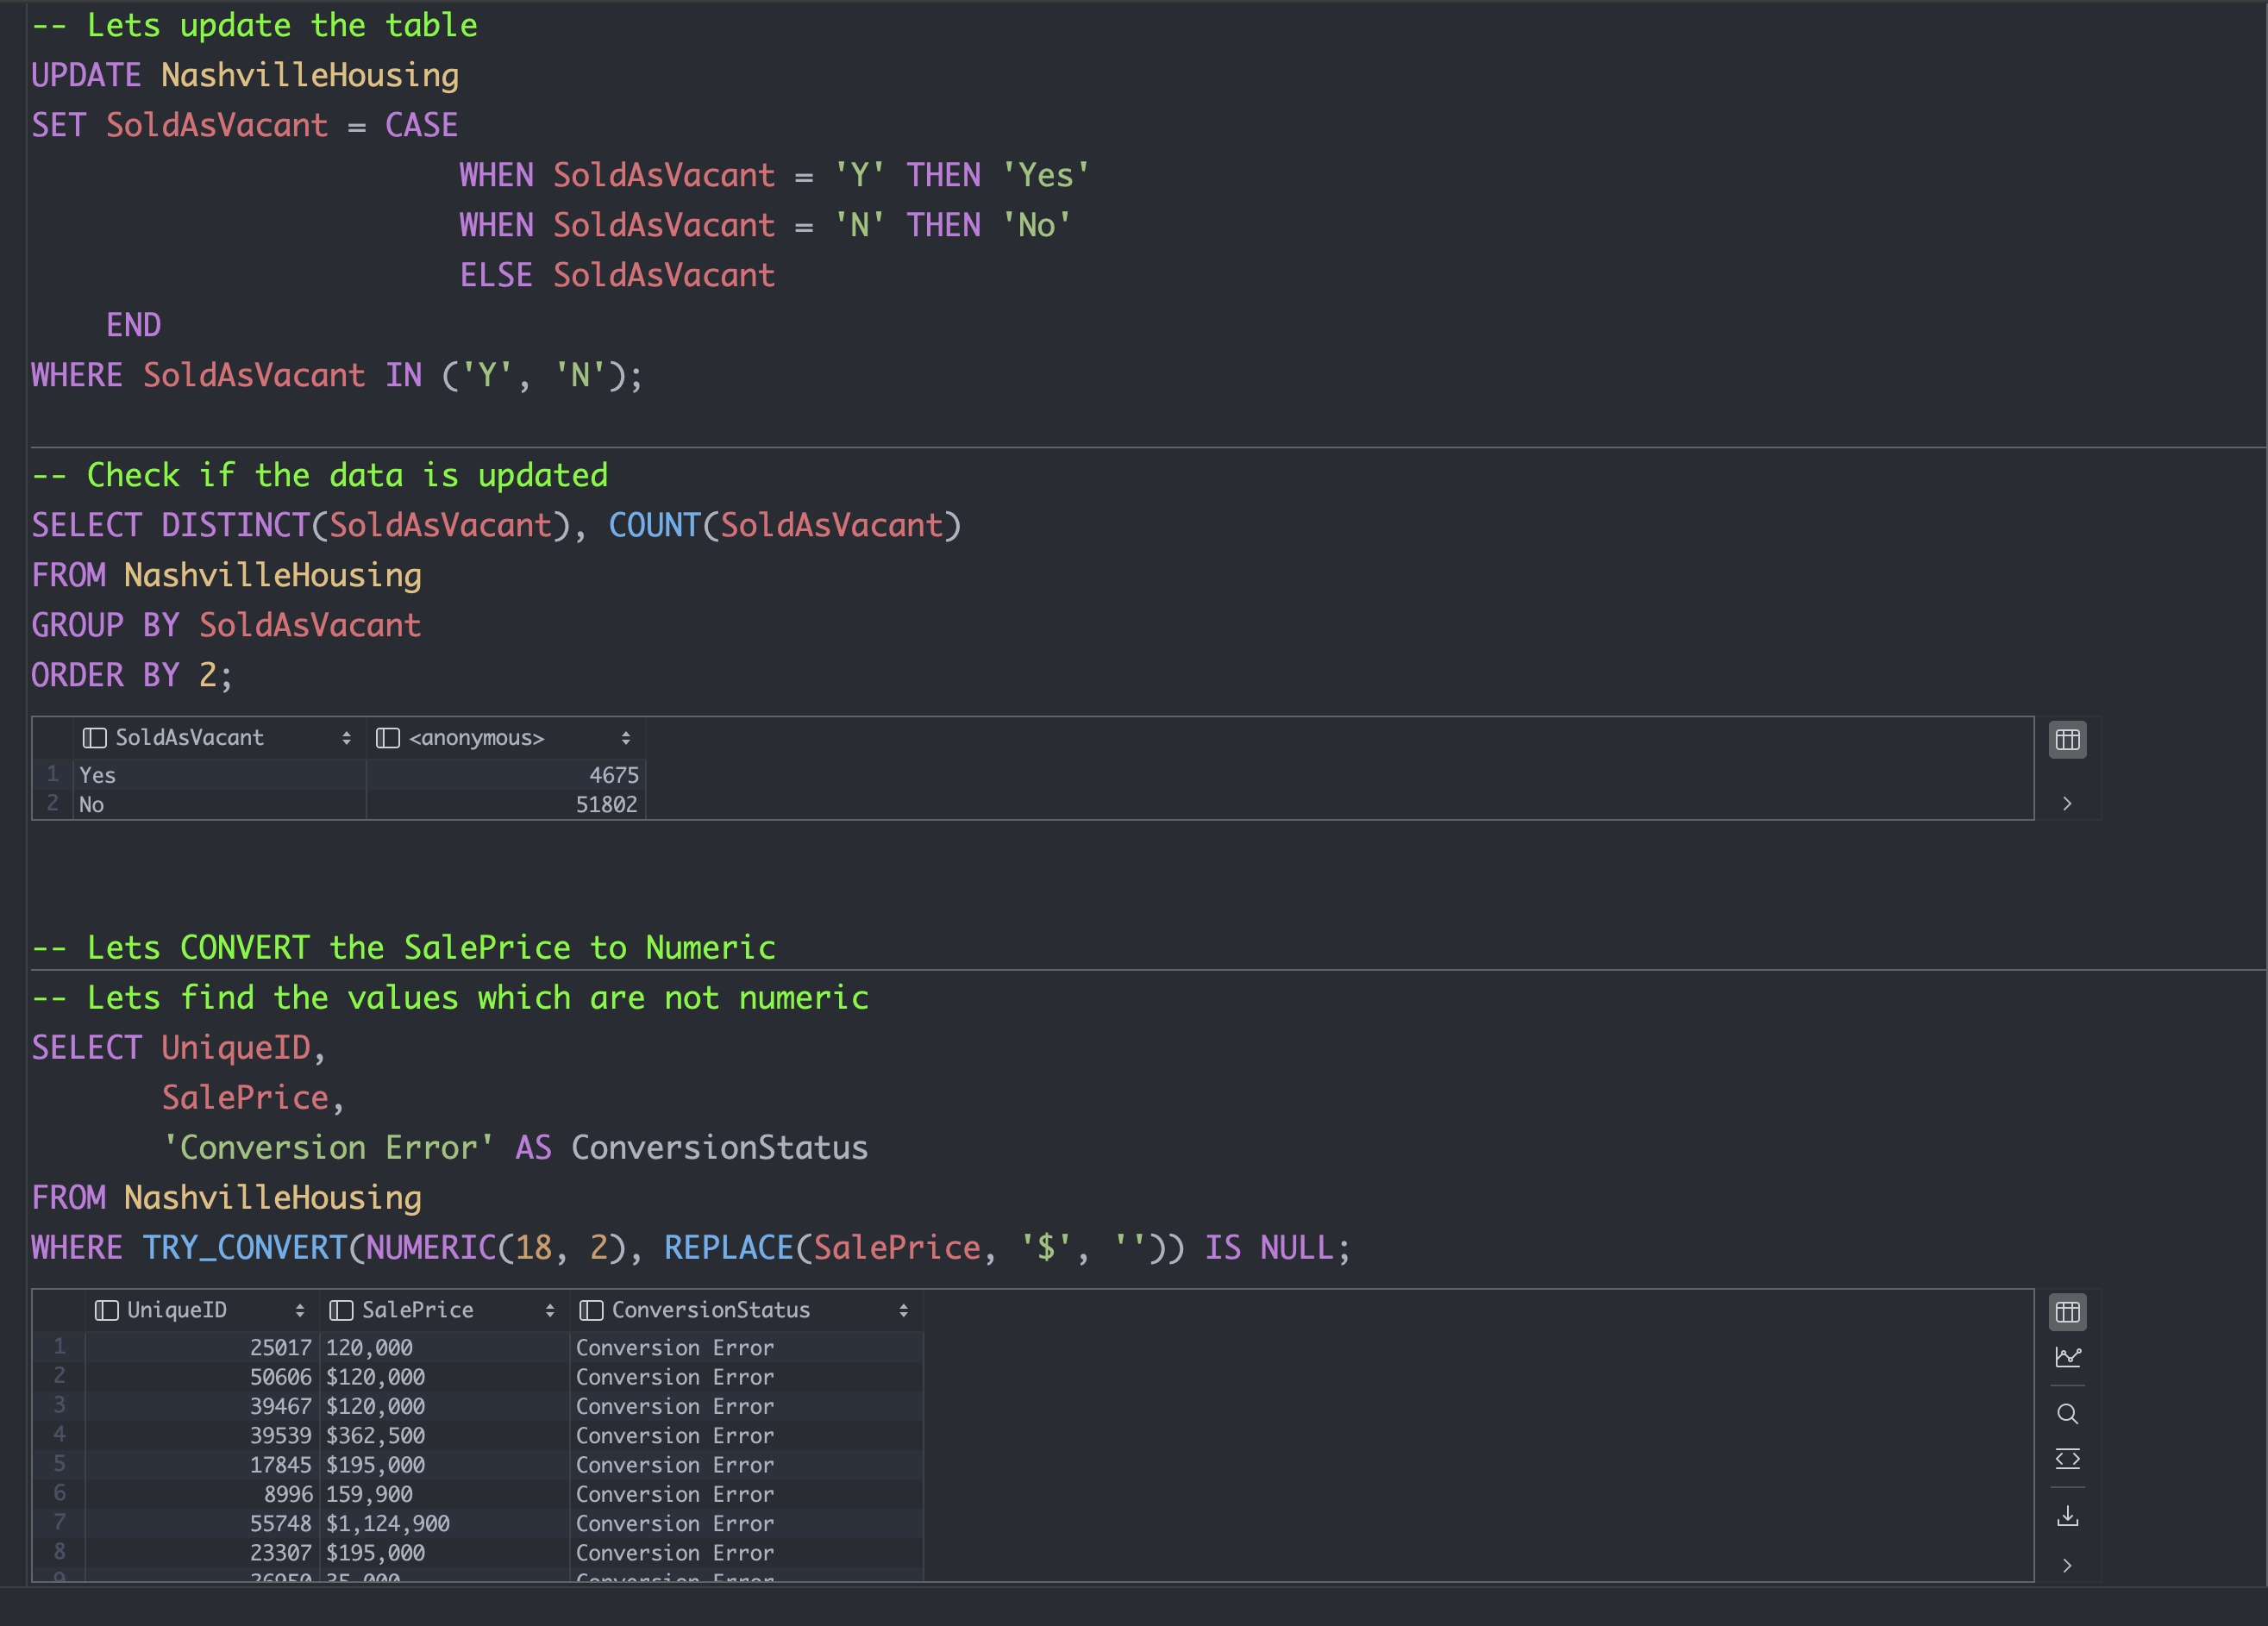 -- Lets update the table
UPDATE NashvilleHousing
SET SoldAsVacant = CASE
WHEN SoldAsVacant = 'Y' THEN 'Yes'
WHEN SoldAsVacant = 'N' THEN 'No'
ELSE SoldAsVacant
END
WHERE SoldAsVacant IN ('Y', 'N');
-- Check if the data is updated
SELECT DISTINCT(SoldAsVacant), COUNT(SoldAsVacant)
FROM NashvilleHousing
GROUP BY SoldAsVacant
ORDER BY 2;
SoldAsVacant <anonymous>
1 Yes 4675
2 No 51802
-- Lets CONVERT the SalePrice to Numeric
-- Lets find the values which are not numeric
SELECT UniqueID,
SalePrice,
'Conversion Error' AS ConversionStatus
FROM NashvilleHousing
WHERE TRY_CONVERT(NUMERIC(18, 2), REPLACE(SalePrice, '$', '')) IS NULL;
UniqueID SalePrice ConversionStatus
1 25017 120,000 Conversion Error
2 50606 $120,000 Conversion Error
3 39467 $120,000 Conversion Error
4 39539 $362,500 Conversion Error
5 17845 $195,000 Conversion Error
6 8996 159,900 Conversion Error
7 55748 $1,124,900 Conversion Error
8 23307 $195,000 Conversion Error
9 26950 35,000 Conversion Error